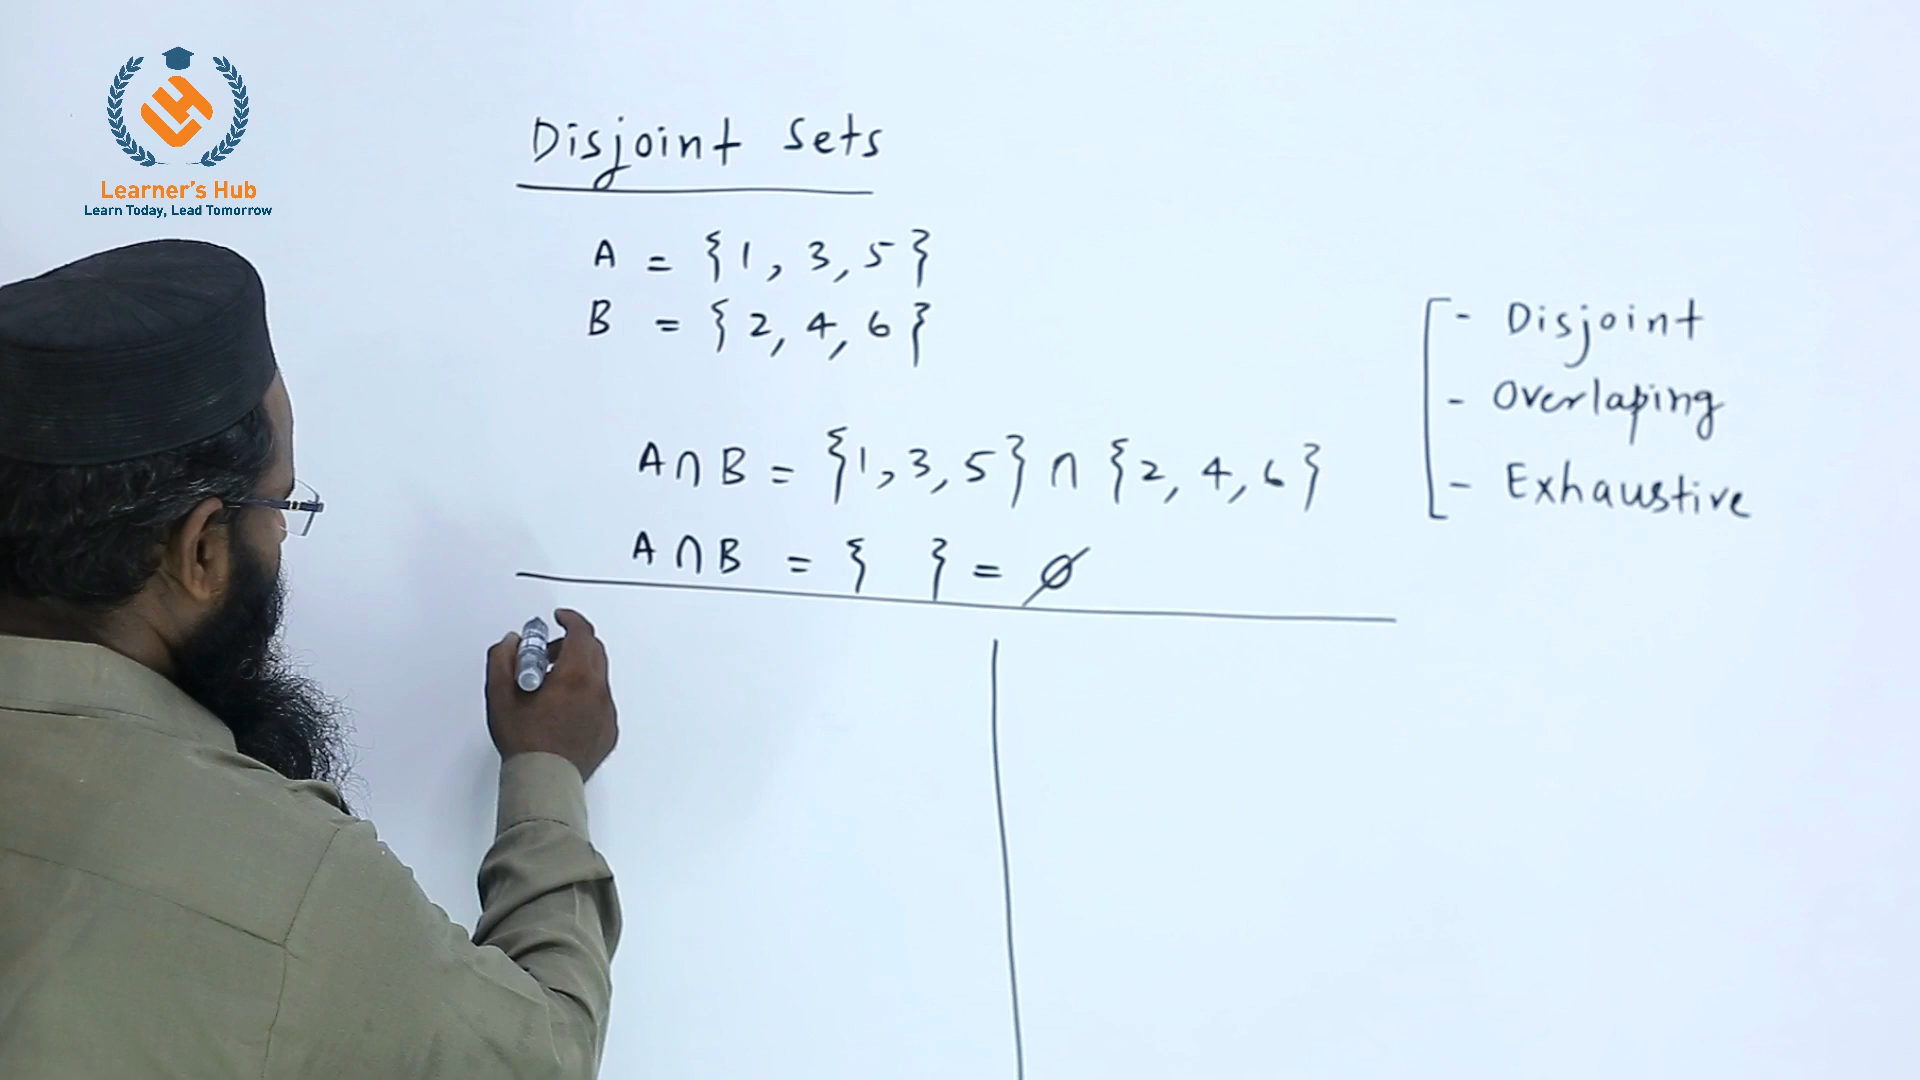 Learner's Hub
Learn Today, Lead Tomorrow
Disjoint Sets
A = {1, 3, 5}
B = {2, 4, 6}
A∩B = {1, 3, 5} ∩ {2, 4, 6}
A∩B = { } = ∅
- Disjoint
- Overlaping
- Exhaustive